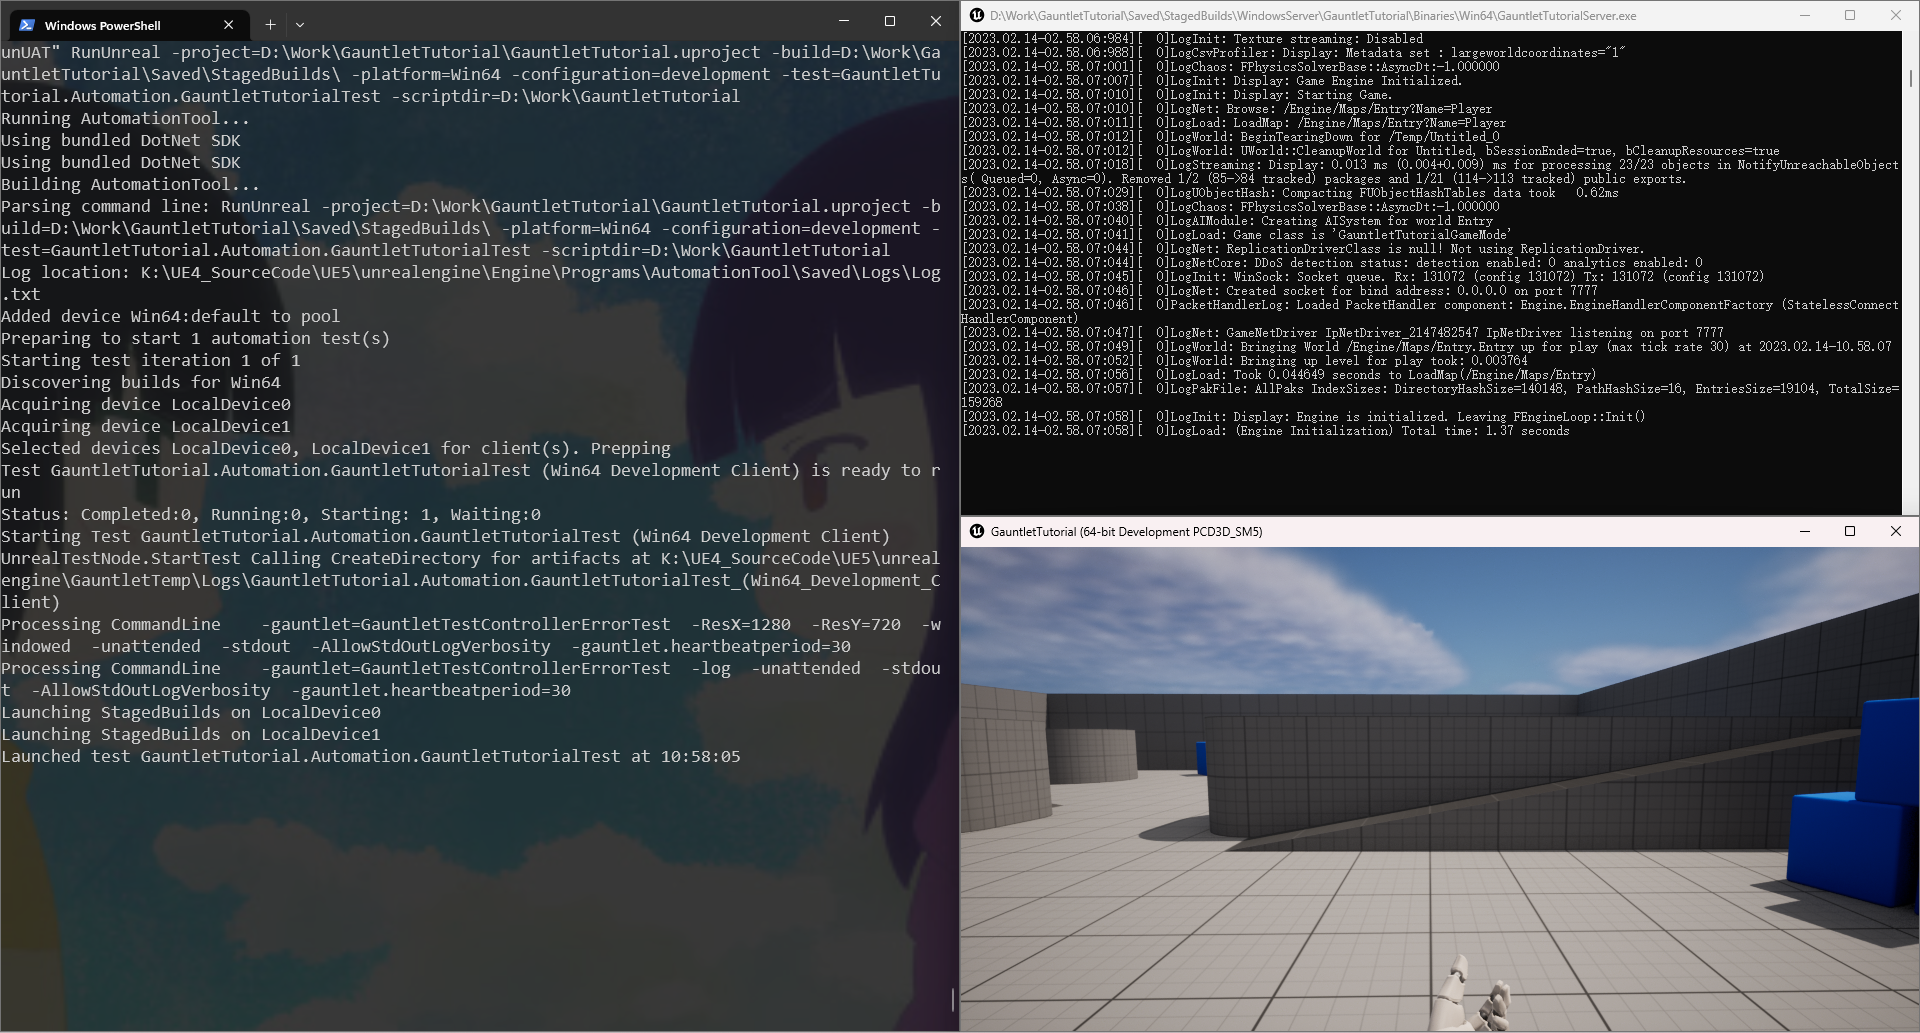 Windows PowerShell
unUAT" RunUnreal -project=D:\Work\GauntletTutorial\GauntletTutorial.uproject -build=D:\Work\Ga
untletTutorial\Saved\StagedBuilds\ -platform=Win64 -configuration=development -test=GauntletTu
torial.Automation.GauntletTutorialTest -scriptdir=D:\Work\GauntletTutorial
Running AutomationTool...
Using bundled DotNet SDK
Using bundled DotNet SDK
Building AutomationTool...
Parsing command line: RunUnreal -project=D:\Work\GauntletTutorial\GauntletTutorial.uproject -b
uild=D:\Work\GauntletTutorial\Saved\StagedBuilds\ -platform=Win64 -configuration=development -
test=GauntletTutorial.Automation.GauntletTutorialTest -scriptdir=D:\Work\GauntletTutorial
Log location: K:\UE4_SourceCode\UE5\unrealengine\Engine\Programs\AutomationTool\Saved\Logs\Log
.txt
Added device Win64:default to pool
Preparing to start 1 automation test(s)
Starting test iteration 1 of 1
Discovering builds for Win64
Acquiring device LocalDevice0
Acquiring device LocalDevice1
Selected devices LocalDevice0, LocalDevice1 for client(s). Prepping
Test GauntletTutorial.Automation.GauntletTutorialTest (Win64 Development Client) is ready to r
un
Status: Completed:0, Running:0, Starting: 1, Waiting:0
Starting Test GauntletTutorial.Automation.GauntletTutorialTest (Win64 Development Client)
UnrealTestNode.StartTest Calling CreateDirectory for artifacts at K:\UE4_SourceCode\UE5\unreal
engine\GauntletTemp\Logs\GauntletTutorial.Automation.GauntletTutorialTest_(Win64_Development_C
lient)
Processing CommandLine    -gauntlet=GauntletTestControllerErrorTest  -ResX=1280  -ResY=720  -w
indowed  -unattended  -stdout  -AllowStdOutLogVerbosity  -gauntlet.heartbeatperiod=30
Processing CommandLine    -gauntlet=GauntletTestControllerErrorTest  -log  -unattended  -stdou
t  -AllowStdOutLogVerbosity  -gauntlet.heartbeatperiod=30
Launching StagedBuilds on LocalDevice0
Launching StagedBuilds on LocalDevice1
Launched test GauntletTutorial.Automation.GauntletTutorialTest at 10:58:05
D:\Work\GauntletTutorial\Saved\StagedBuilds\WindowsServer\GauntletTutorial\Binaries\Win64\GauntletTutorialServer.exe
[2023.02.14-02.58.06:984][  0]LogInit: Texture streaming: Disabled
[2023.02.14-02.58.06:988][  0]LogCsvProfiler: Display: Metadata set : largeworldcoordinates="1"
[2023.02.14-02.58.07:001][  0]LogChaos: FPhysicsSolverBase::AsyncDt:-1.000000
[2023.02.14-02.58.07:007][  0]LogInit: Display: Game Engine Initialized.
[2023.02.14-02.58.07:010][  0]LogInit: Display: Starting Game.
[2023.02.14-02.58.07:010][  0]LogNet: Browse: /Engine/Maps/Entry?Name=Player
[2023.02.14-02.58.07:011][  0]LogLoad: LoadMap: /Engine/Maps/Entry?Name=Player
[2023.02.14-02.58.07:012][  0]LogWorld: BeginTearingDown for /Temp/Untitled_0
[2023.02.14-02.58.07:012][  0]LogWorld: UWorld::CleanupWorld for Untitled, bSessionEnded=true, bCleanupResources=true
[2023.02.14-02.58.07:018][  0]LogStreaming: Display: 0.013 ms (0.004+0.009) ms for processing 23/23 objects in NotifyUnreachableObject
s( Queued=0, Async=0). Removed 1/2 (85->84 tracked) packages and 1/21 (114->113 tracked) public exports.
[2023.02.14-02.58.07:029][  0]LogUObjectHash: Compacting FUObjectHashTables data took   0.62ms
[2023.02.14-02.58.07:038][  0]LogChaos: FPhysicsSolverBase::AsyncDt:-1.000000
[2023.02.14-02.58.07:040][  0]LogAIModule: Creating AISystem for world Entry
[2023.02.14-02.58.07:041][  0]LogLoad: Game class is 'GauntletTutorialGameMode'
[2023.02.14-02.58.07:044][  0]LogNet: ReplicationDriverClass is null! Not using ReplicationDriver.
[2023.02.14-02.58.07:044][  0]LogNetCore: DDoS detection status: detection enabled: 0 analytics enabled: 0
[2023.02.14-02.58.07:045][  0]LogInit: WinSock: Socket queue. Rx: 131072 (config 131072) Tx: 131072 (config 131072)
[2023.02.14-02.58.07:046][  0]LogNet: Created socket for bind address: 0.0.0.0 on port 7777
[2023.02.14-02.58.07:046][  0]PacketHandlerLog: Loaded PacketHandler component: Engine.EngineHandlerComponentFactory (StatelessConnect
HandlerComponent)
[2023.02.14-02.58.07:047][  0]LogNet: GameNetDriver IpNetDriver_2147482547 IpNetDriver listening on port 7777
[2023.02.14-02.58.07:049][  0]LogWorld: Bringing World /Engine/Maps/Entry.Entry up for play (max tick rate 30) at 2023.02.14-10.58.07
[2023.02.14-02.58.07:052][  0]LogWorld: Bringing up level for play took: 0.003764
[2023.02.14-02.58.07:056][  0]LogLoad: Took 0.044649 seconds to LoadMap(/Engine/Maps/Entry)
[2023.02.14-02.58.07:057][  0]LogPakFile: AllPaks IndexSizes: DirectoryHashSize=140148, PathHashSize=16, EntriesSize=19104, TotalSize=
159268
[2023.02.14-02.58.07:058][  0]LogInit: Display: Engine is initialized. Leaving FEngineLoop::Init()
[2023.02.14-02.58.07:058][  0]LogLoad: (Engine Initialization) Total time: 1.37 seconds
GauntletTutorial (64-bit Development PCD3D_SM5)